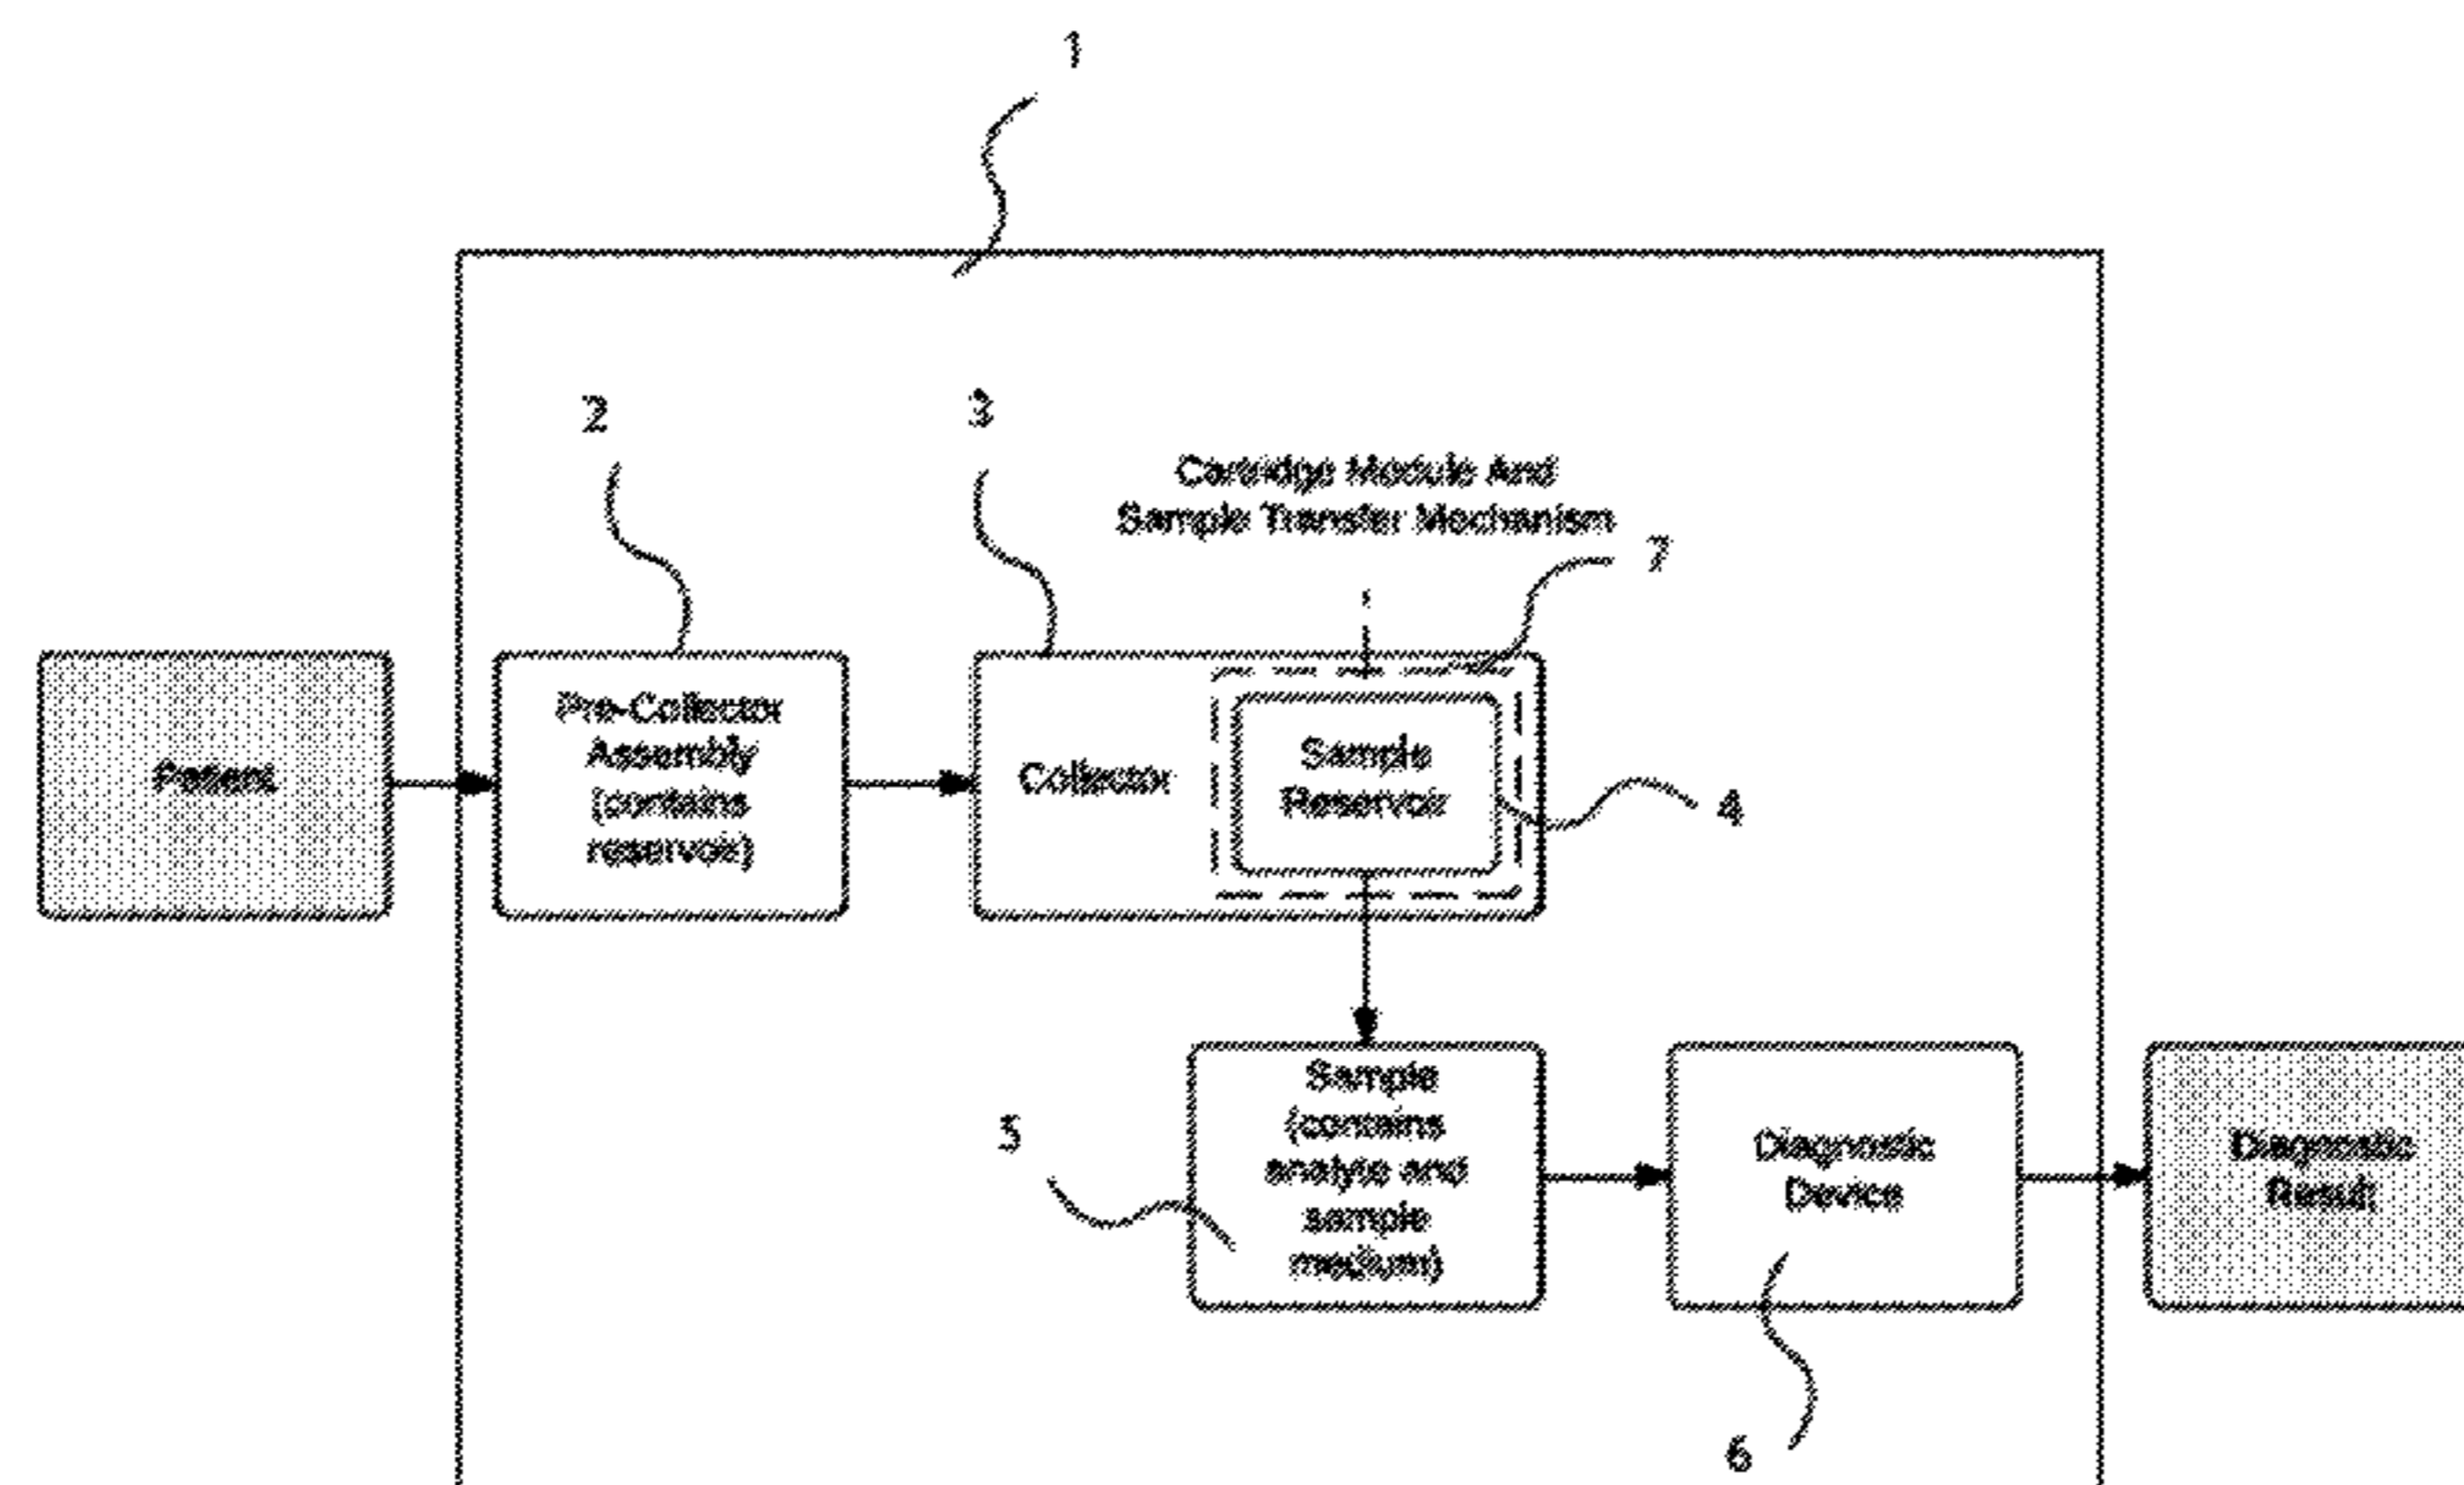 1
2
3
Cartridge Module And
Sample Transfer Mechanism
7
Patient
Pre-Collector
Assembly
(contains
reservoir)
Collector
Sample
Reservoir
4
5
Sample
(contains
analyte and
sample
medium)
Diagnostic
Device
Diagnostic
Result
6